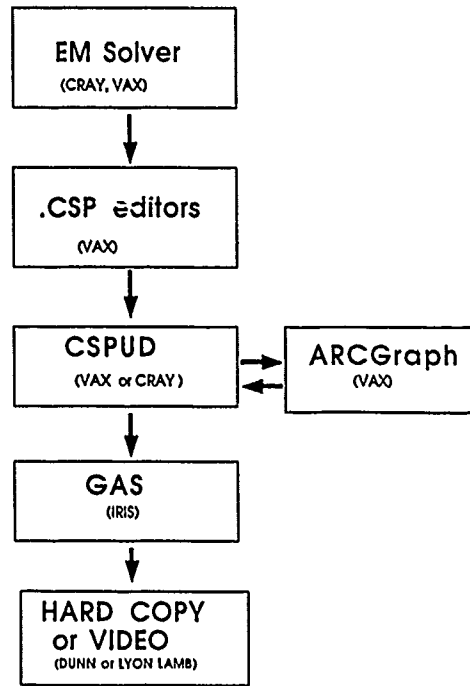 EM Solver
(CRAY, VAX)
.CSP editors
(VAX)
CSPUD
(VAX or CRAY)
ARCGraph
(VAX)
GAS
(IRIS)
HARD COPY
or VIDEO
(DUNN or LYON LAMB)